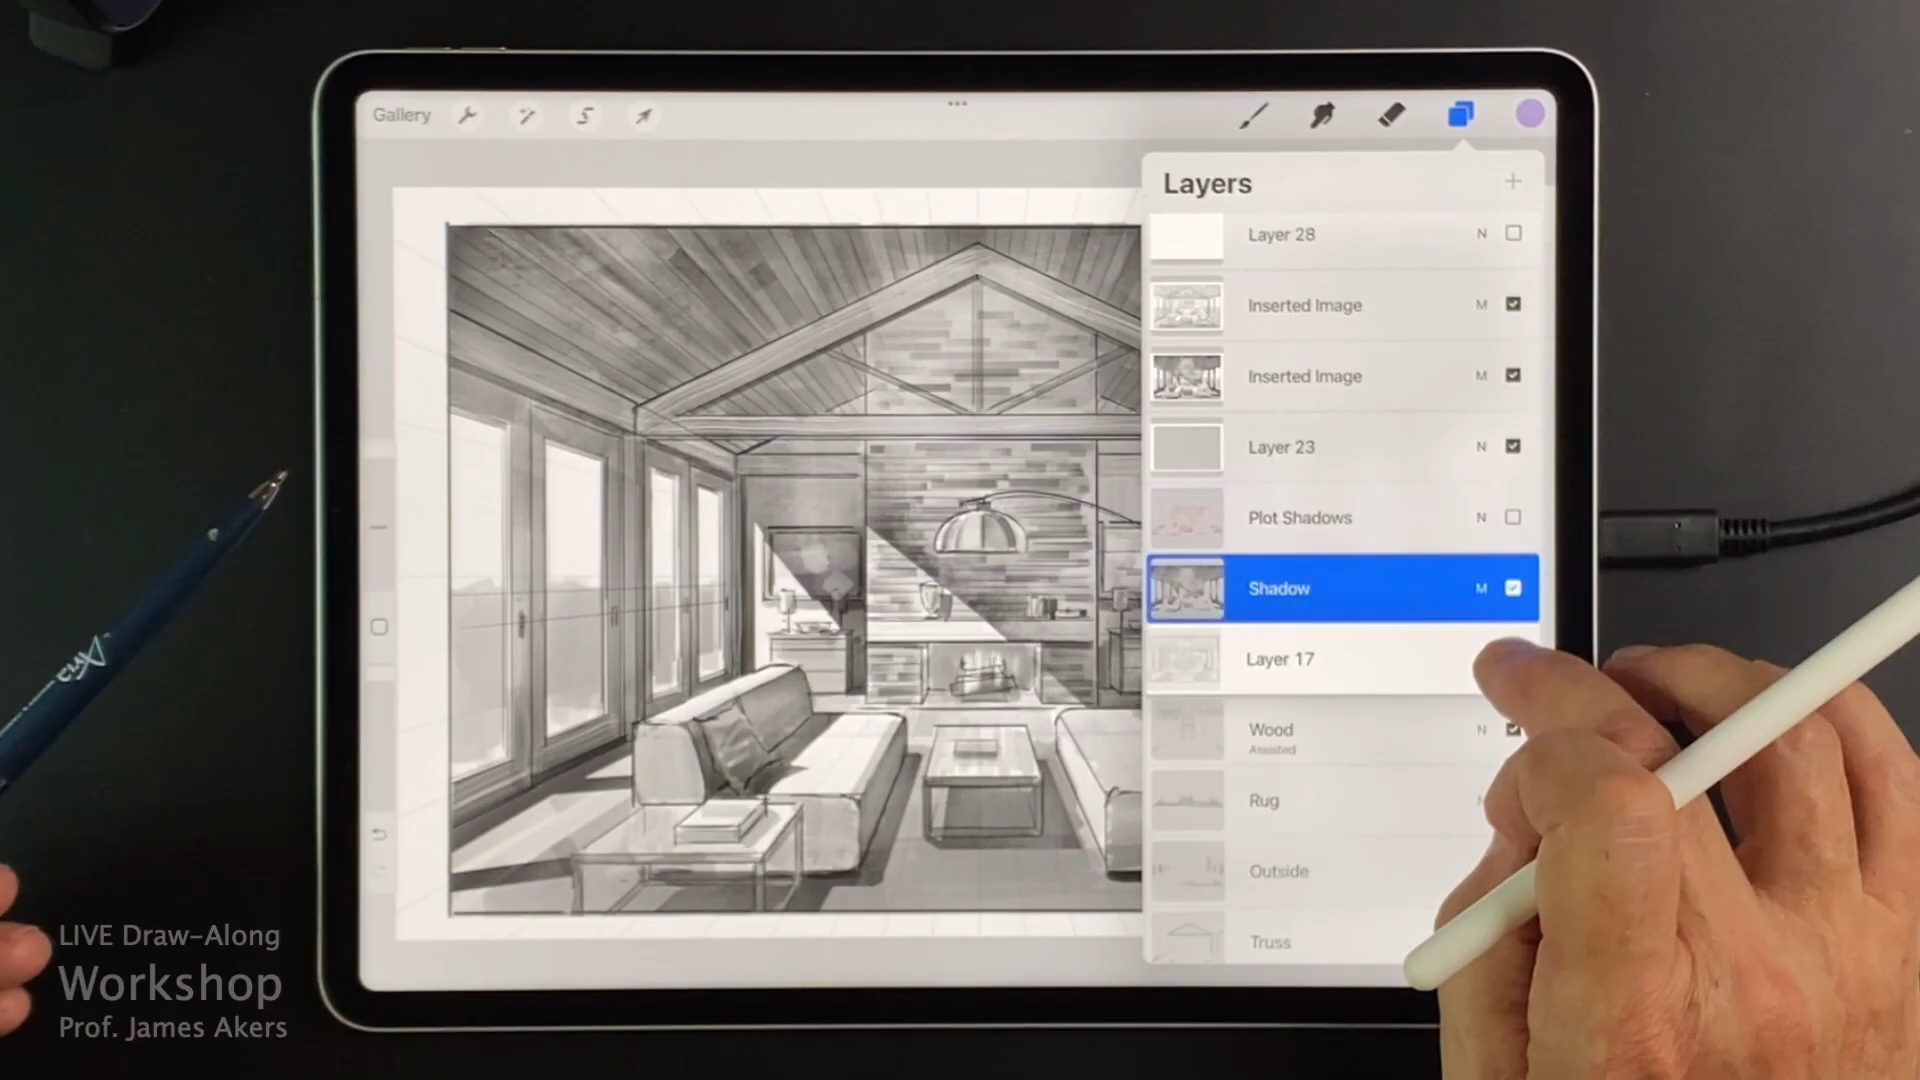 Gallery
Layers
Layer 28 N
Inserted Image M
Inserted Image M
Layer 23 N
Plot Shadows N
Shadow M
Layer 17
Wood N
Assisted
Rug
Outside
Truss
LIVE Draw-Along
Workshop
Prof. James Akers